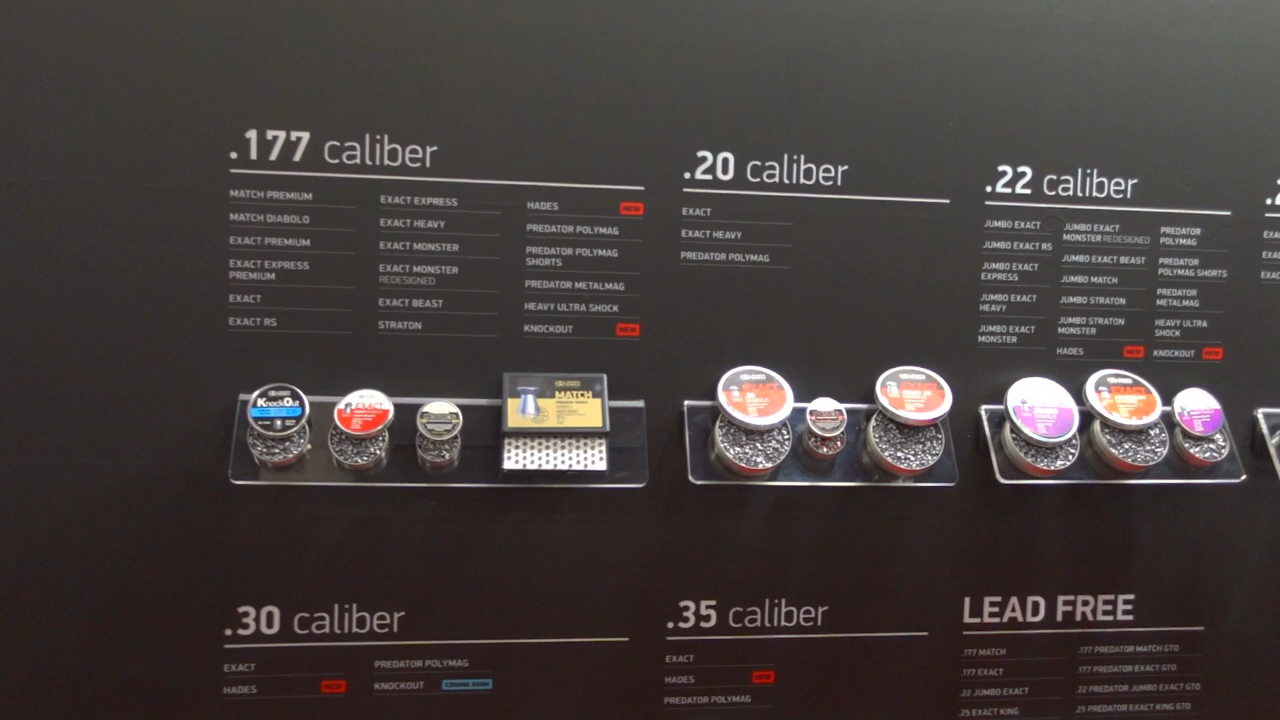 .177 caliber
MATCH PREMIUM
MATCH DIABOLO
EXACT PREMIUM
EXACT EXPRESS
PREMIUM
EXACT
EXACT RS
EXACT EXPRESS
EXACT HEAVY
EXACT MONSTER
EXACT MONSTER
REDESIGNED
EXACT BEAST
STRATON
HADES NEW
PREDATOR POLYMAG
PREDATOR POLYMAG
SHORTS
PREDATOR METALMAG
HEAVY ULTRA SHOCK
KNOCKOUT NEW
.20 caliber
EXACT
EXACT HEAVY
PREDATOR POLYMAG
.22 caliber
JUMBO EXACT
JUMBO EXACT RS
JUMBO EXACT
EXPRESS
JUMBO EXACT
HEAVY
JUMBO EXACT
MONSTER
JUMBO EXACT
MONSTER REDESIGNED
JUMBO EXACT BEAST
JUMBO MATCH
JUMBO STRATON
JUMBO STRATON
MONSTER
HADES NEW
PREDATOR
POLYMAG
PREDATOR
POLYMAG SHORTS
PREDATOR
METALMAG
HEAVY ULTRA
SHOCK
KNOCKOUT NEW
KnockOut
EXACT
MATCH
EXACT
EXACT
.30 caliber
EXACT
HADES NEW
PREDATOR POLYMAG
KNOCKOUT COMING SOON
.35 caliber
EXACT
HADES NEW
PREDATOR POLYMAG
LEAD FREE
.177 MATCH
.177 EXACT
.22 JUMBO EXACT
.25 EXACT KING
.177 PREDATOR MATCH GTO
.177 PREDATOR EXACT GTO
.22 PREDATOR JUMBO EXACT GTO
.25 PREDATOR EXACT KING GTO